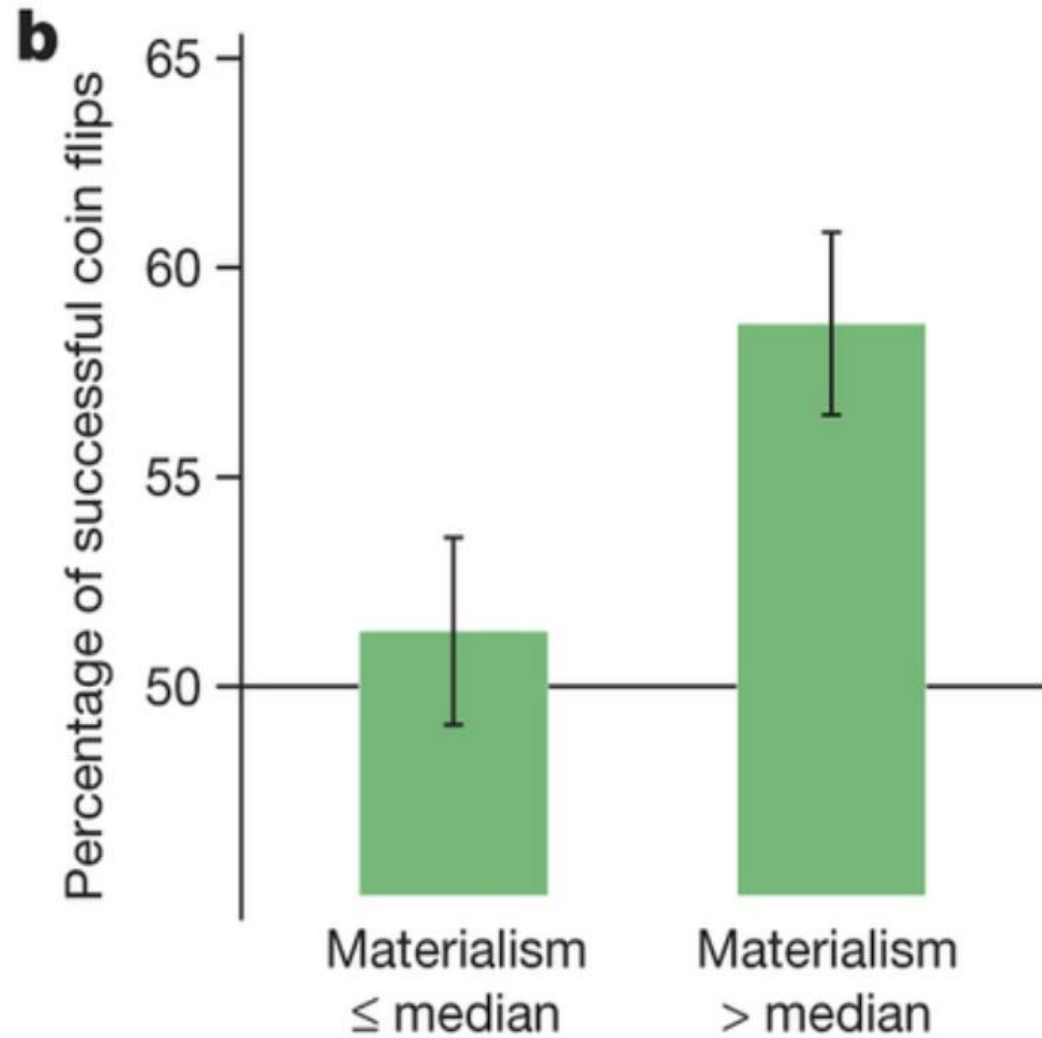 b
Percentage of successful coin flips
65
60
55
50
Materialism
≤ median
Materialism
> median